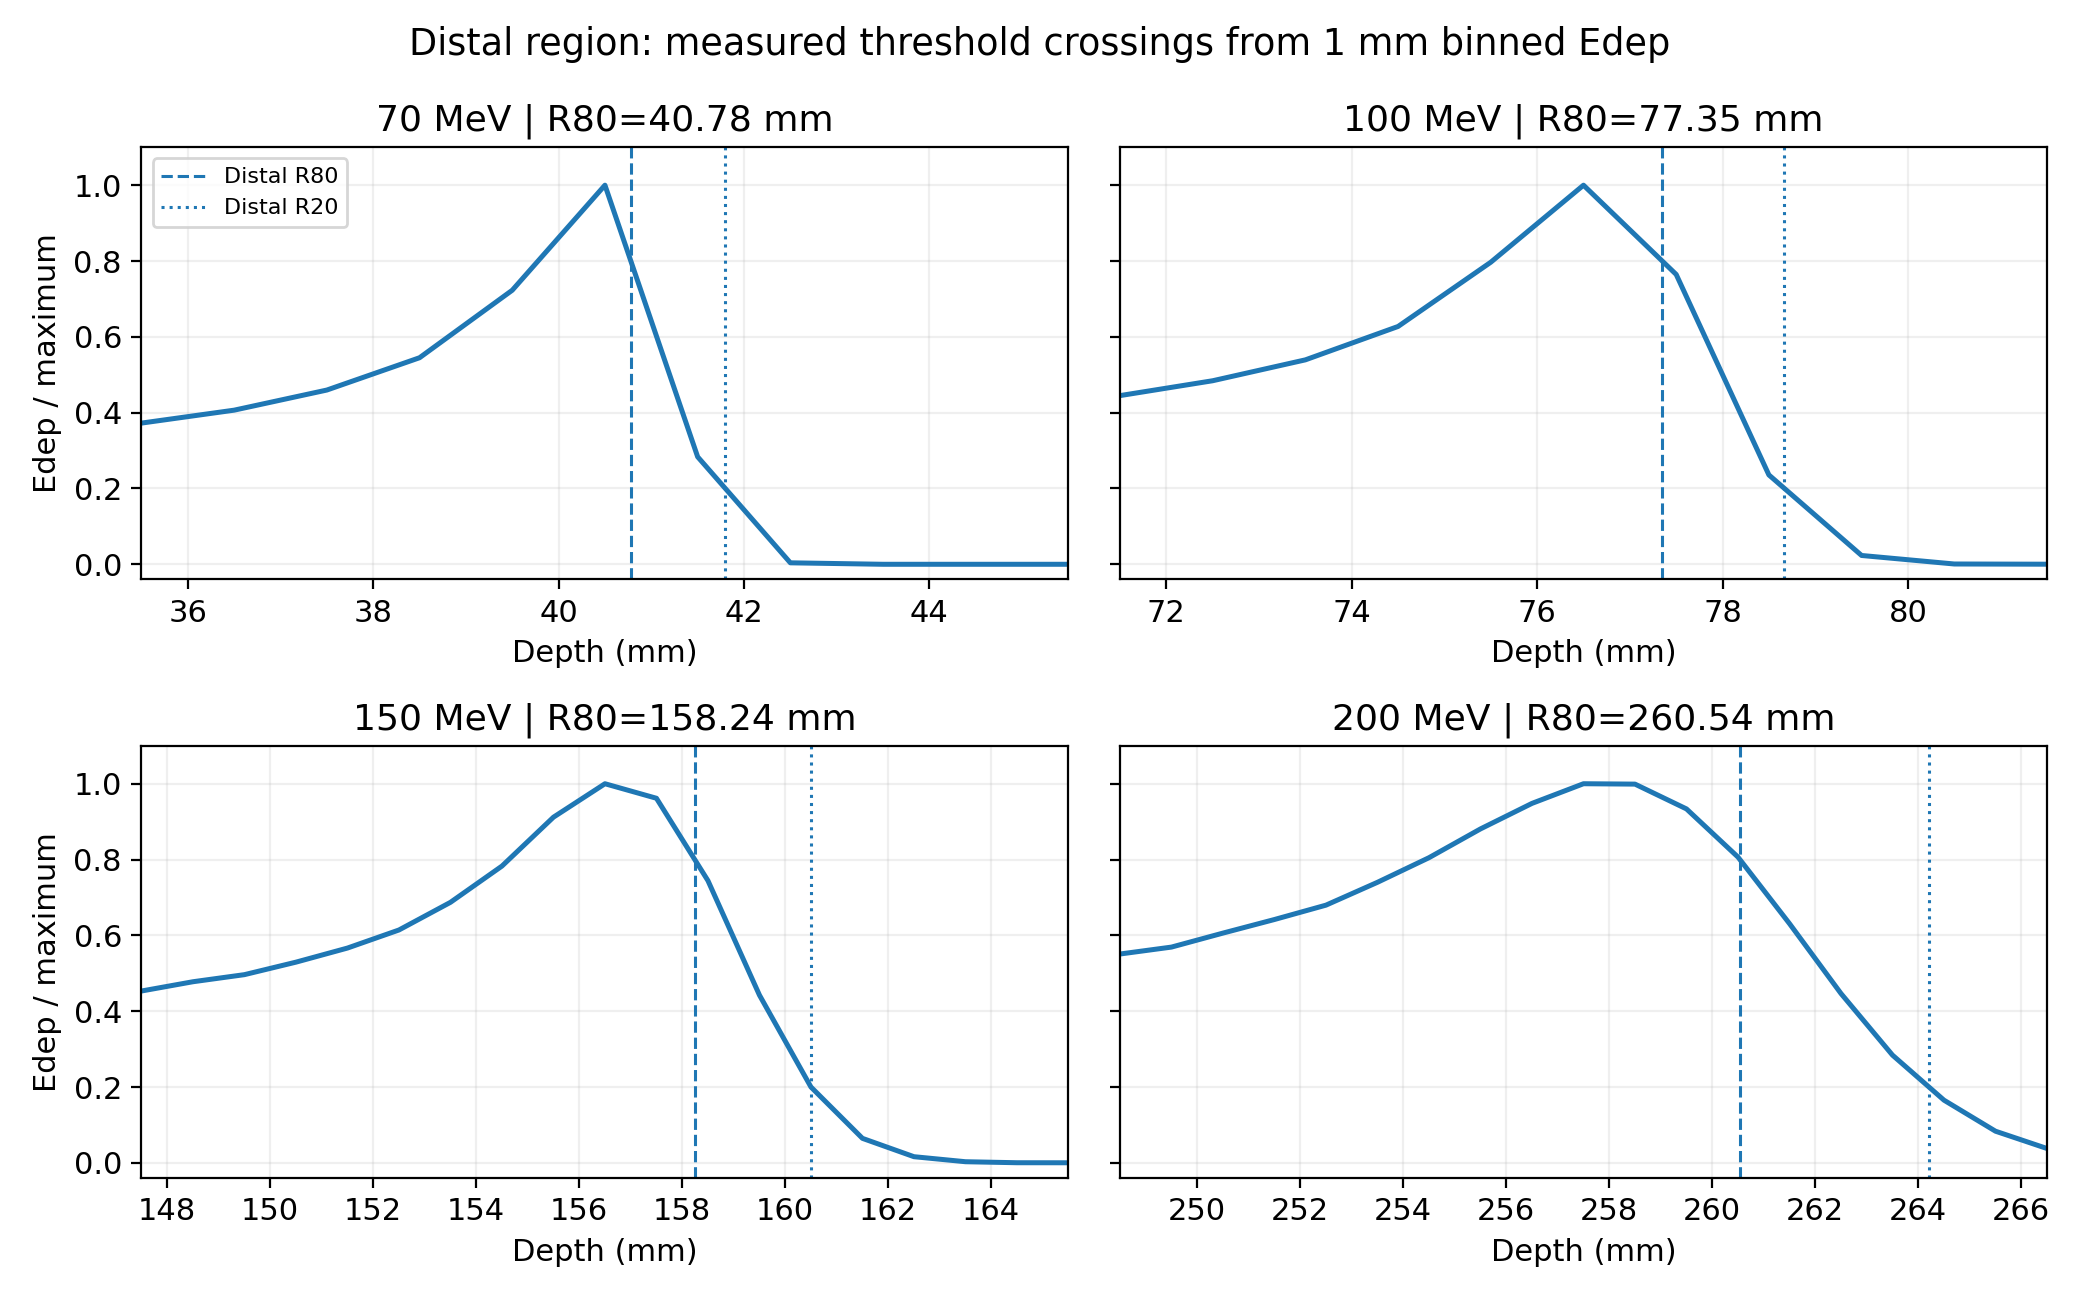 Distal region: measured threshold crossings from 1 mm binned Edep
70 MeV | R80=40.78 mm
Distal R80
Distal R20
Edep / maximum
1.0
0.8
0.6
0.4
0.2
0.0
36 38 40 42 44
Depth (mm)
100 MeV | R80=77.35 mm
72 74 76 78 80
Depth (mm)
150 MeV | R80=158.24 mm
Edep / maximum
1.0
0.8
0.6
0.4
0.2
0.0
148 150 152 154 156 158 160 162 164
Depth (mm)
200 MeV | R80=260.54 mm
250 252 254 256 258 260 262 264 266
Depth (mm)